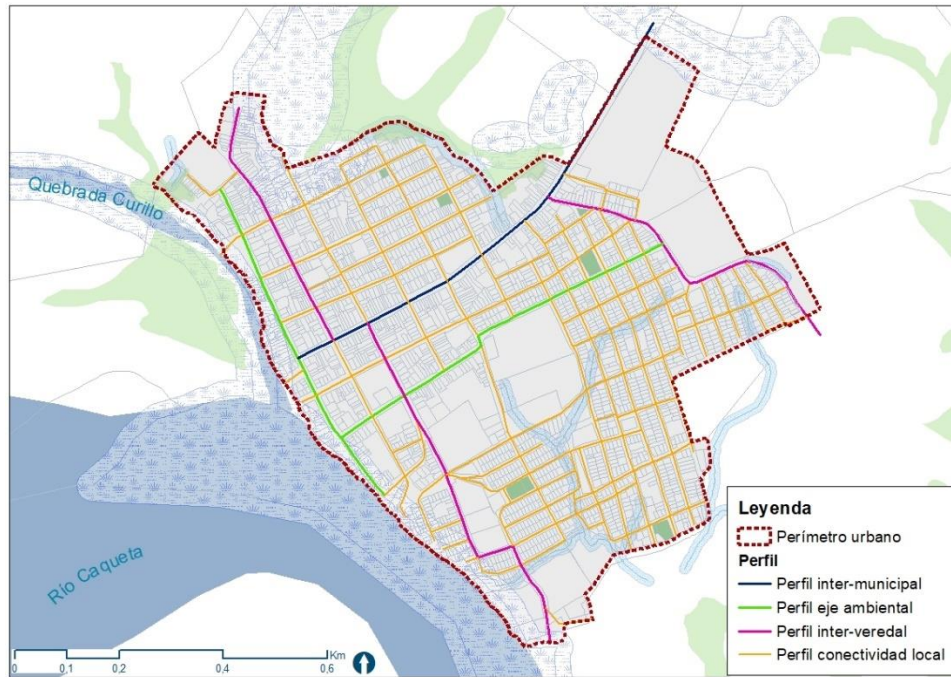 Quebrada Curillo
Río Caqueta
Km
0 0,1 0,2 0,4 0,6
Leyenda
Perímetro urbano
Perfil
Perfil inter-municipal
Perfil eje ambiental
Perfil inter-veredal
Perfil conectividad local